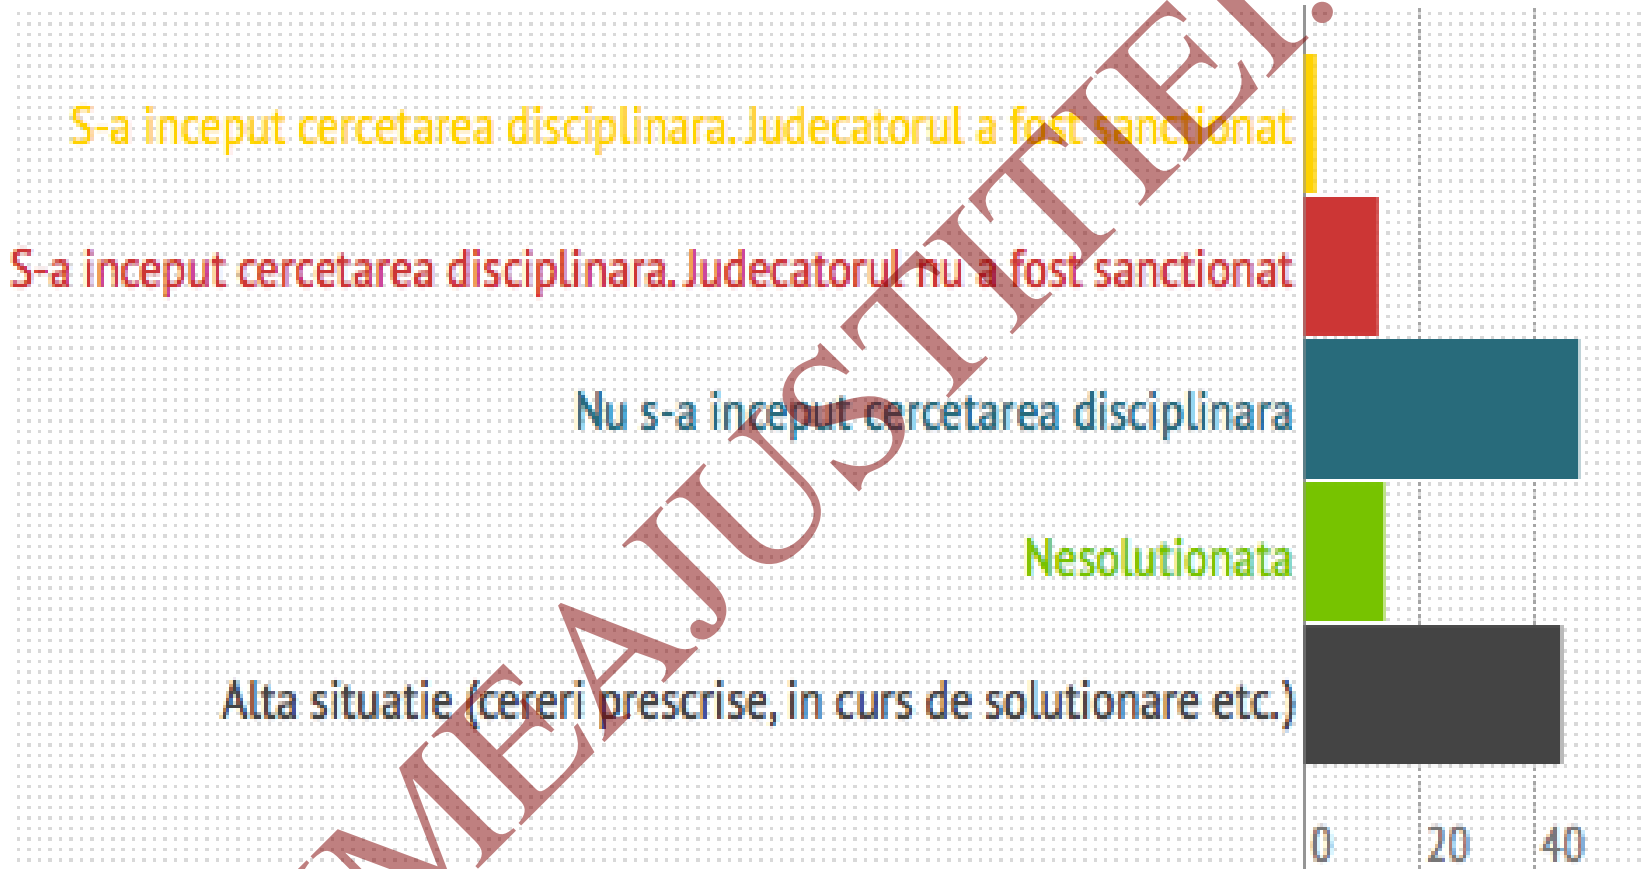 S-a inceput cercetarea disciplinara. Judecatorul a fost sanctionat
S-a inceput cercetarea disciplinara. Judecatorul nu a fost sanctionat
Nu s-a inceput cercetarea disciplinara
Nesolutionata
Alta situatie (cereri prescrise, in curs de solutionare etc.)
0 20 40
MEAJUSTITIEI.